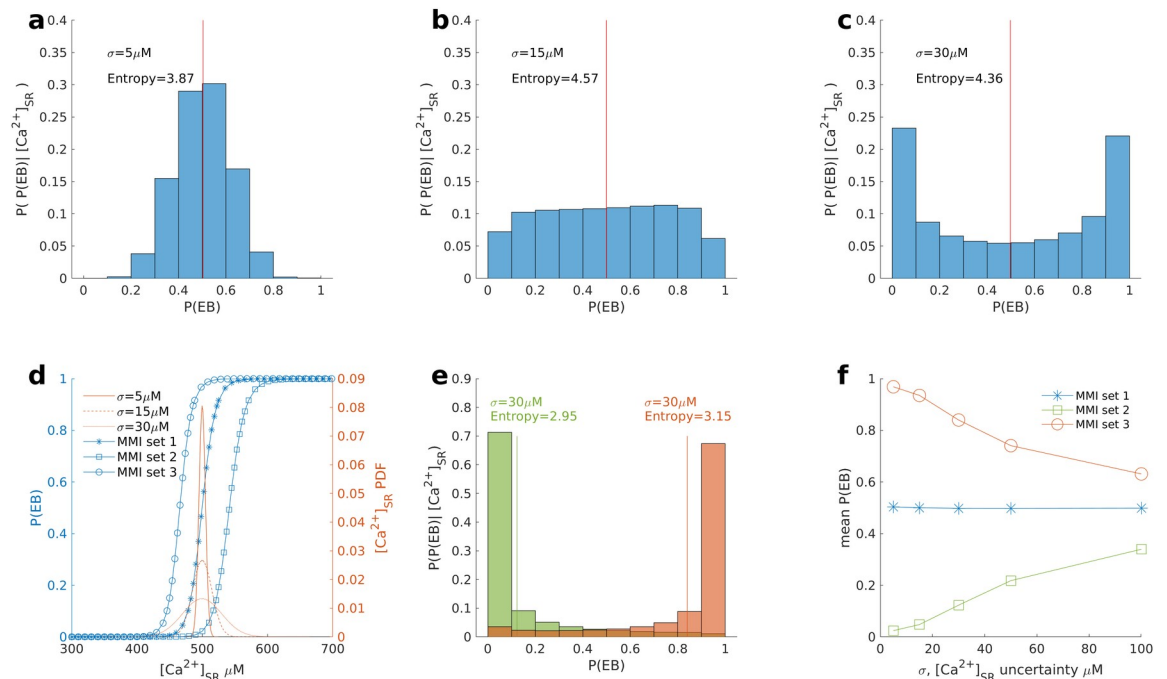 a
0.4
0.35
0.3
0.25
0.2
0.15
0.1
0.05
0
P( P(EB)| [Ca2+]SR )
σ=5μM
Entropy=3.87
0 0.2 0.4 0.6 0.8 1
P(EB)
b
0.4
0.35
0.3
0.25
0.2
0.15
0.1
0.05
0
P( P(EB)| [Ca2+]SR )
σ=15μM
Entropy=4.57
0 0.2 0.4 0.6 0.8 1
P(EB)
c
0.4
0.35
0.3
0.25
0.2
0.15
0.1
0.05
0
P( P(EB)| [Ca2+]SR )
σ=30μM
Entropy=4.36
0 0.2 0.4 0.6 0.8 1
P(EB)
d
1
0.8
0.6
0.4
0.2
0
P(EB)
σ=5μM
σ=15μM
σ=30μM
MMI set 1
MMI set 2
MMI set 3
0.09
0.08
0.07
0.06
0.05
0.04
0.03
0.02
0.01
0
[Ca2+]SR PDF
300 400 500 600 700
[Ca2+]SR μM
e
0.9
0.8
0.7
0.6
0.5
0.4
0.3
0.2
0.1
0
P(P(EB)| [Ca2+]SR)
σ=30μM
Entropy=2.95
σ=30μM
Entropy=3.15
0 0.2 0.4 0.6 0.8 1
P(EB)
f
1
0.8
0.6
0.4
0.2
0
mean P(EB)
MMI set 1
MMI set 2
MMI set 3
0 20 40 60 80 100
σ, [Ca2+]SR uncertainty μM